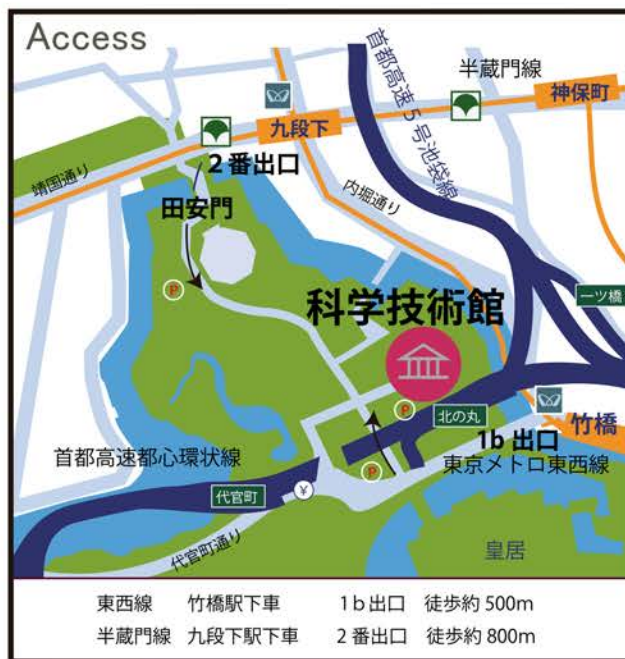 Access
半蔵門線
首都高速5号池袋線
神保町
九段下
2番出口
靖国通り
田安門
内堀通り
P
科学技術館
一ツ橋
P
北の丸
竹橋
1b 出口
東京メトロ東西線
首都高速都心環状線
P
代官町
¥
代官町通り
皇居
東西線 竹橋駅下車 1b出口 徒歩約500m
半蔵門線 九段下駅下車 2番出口 徒歩約800m